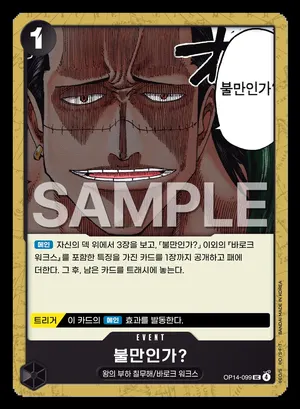 1
불만인가?
SAMPLE
메인 자신의 덱 위에서 3장을 보고, 「불만인가?」 이외의 『바로크
워크스』를 포함한 특징을 가진 카드를 1장까지 공개하고 패에
더한다. 그 후, 남은 카드를 트래시에 놓는다.
트리거 이 카드의 메인 효과를 발동한다.
EVENT
불만인가?
왕의 부하 칠무해/바로크 워크스
OP14-099
4